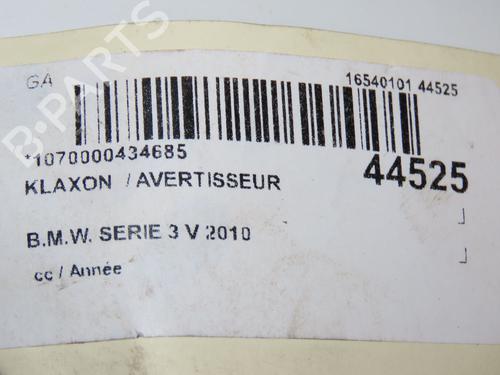 GA
16540101 44525
*1070000434685
44525
KLAXON / AVERTISSEUR
B.M.W. SERIE 3 V 2010
cc / Année
B-PARTS